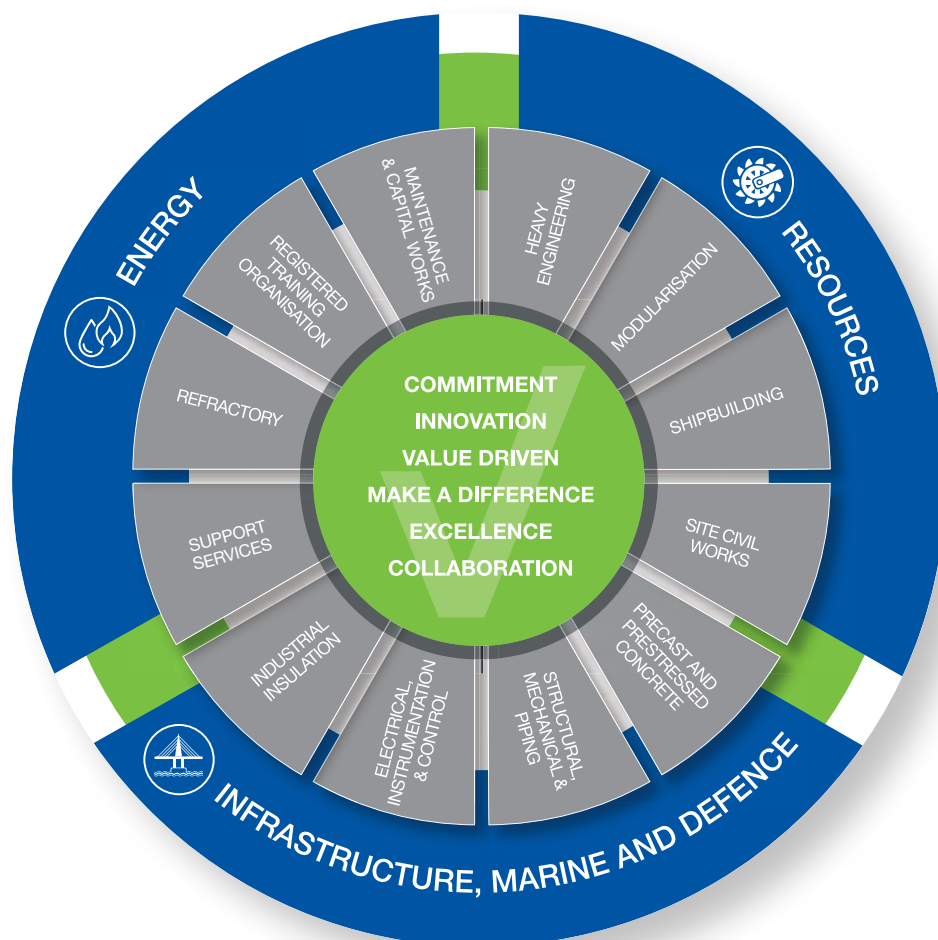 ENERGY
RESOURCES
INFRASTRUCTURE, MARINE AND DEFENCE
HEAVY
ENGINEERING
MODULARISATION
SHIPBUILDING
SITE CIVIL
WORKS
PRECAST AND
PRESTRESSED
CONCRETE
STRUCTURAL,
MECHANICAL &
PIPING
ELECTRICAL,
INSTRUMENTATION
& CONTROL
INDUSTRIAL
INSULATION
SUPPORT
SERVICES
REFRACTORY
REGISTERED
TRAINING
ORGANISATION
MAINTENANCE
& CAPITAL WORKS
COMMITMENT
INNOVATION
VALUE DRIVEN
MAKE A DIFFERENCE
EXCELLENCE
COLLABORATION